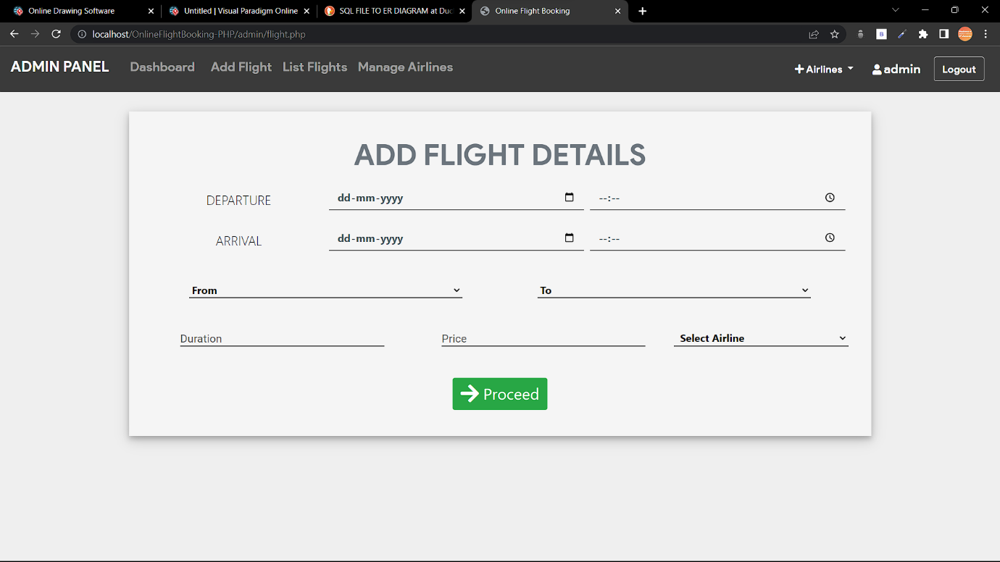 Online Drawing Software
Untitled | Visual Paradigm Online
SQL FILE TO ER DIAGRAM at Duc
Online Flight Booking
localhost/OnlineFlightBooking-PHP/admin/flight.php
B
ADMIN PANEL Dashboard Add Flight List Flights Manage Airlines
+Airlines admin Logout
ADD FLIGHT DETAILS
DEPARTURE dd-mm-yyyy --:--
ARRIVAL dd-mm-yyyy --:--
From To
Duration Price Select Airline
Proceed